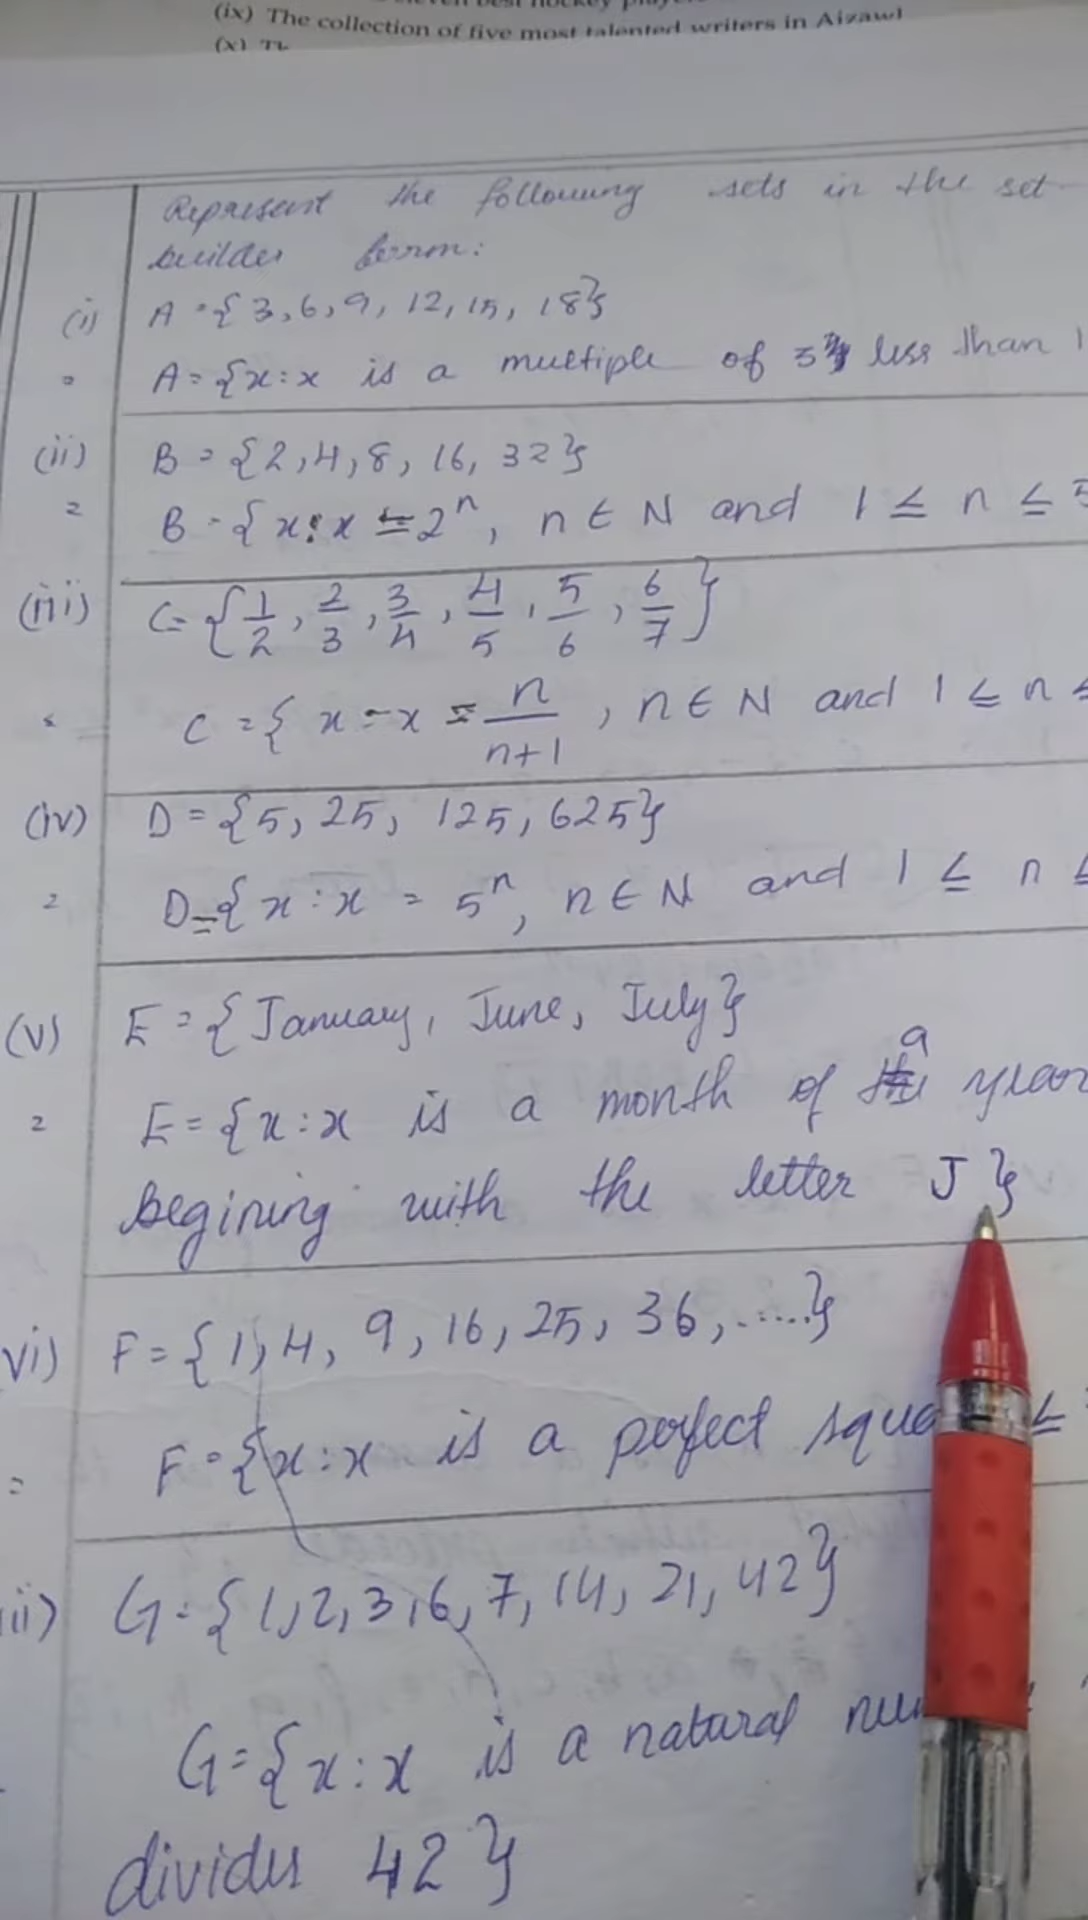 (ix) The collection of five most talented writers in Aizawl
(x)
Represent the following sets in the set
builder form:
(i) A = {3, 6, 9, 12, 15, 18}
= A = {x : x is a multiple of 3 less than 1
(ii) B = {2, 4, 8, 16, 32}
= B = {x : x = 2ⁿ, n ∈ N and 1 ≤ n ≤ 5
(iii) C = {1/2, 2/3, 3/4, 4/5, 5/6, 6/7}
C = { x - x = n/n+1, n ∈ N and 1 ≤ n ≤
(iv) D = {5, 25, 125, 625}
= D = {x : x = 5ⁿ, n ∈ N and 1 ≤ n ≤
(v) E = {January, June, July}
= E = {x : x is a month of a year
begining with the letter J}
vi) F = {1, 4, 9, 16, 25, 36, .....}
= F = {x : x is a perfect squa ≤
ii) G = {1, 2, 3, 6, 7, 14, 21, 42}
G = {x : x is a natural nu
divides 42}